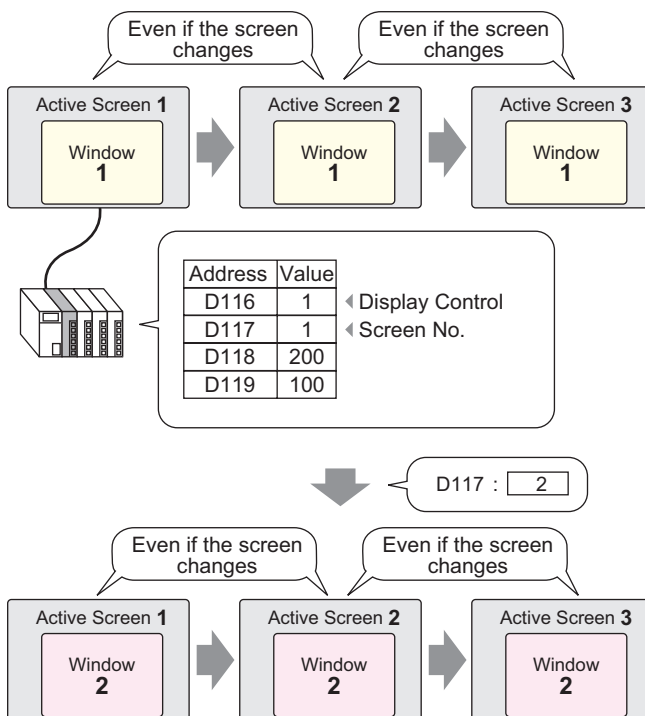 Even if the screen
changes
Even if the screen
changes
Active Screen 1
Active Screen 2
Active Screen 3
Window
1
Window
1
Window
1
Address Value
D116 1 Display Control
D117 1 Screen No.
D118 200
D119 100
D117 : 2
Even if the screen
changes
Even if the screen
changes
Active Screen 1
Active Screen 2
Active Screen 3
Window
2
Window
2
Window
2